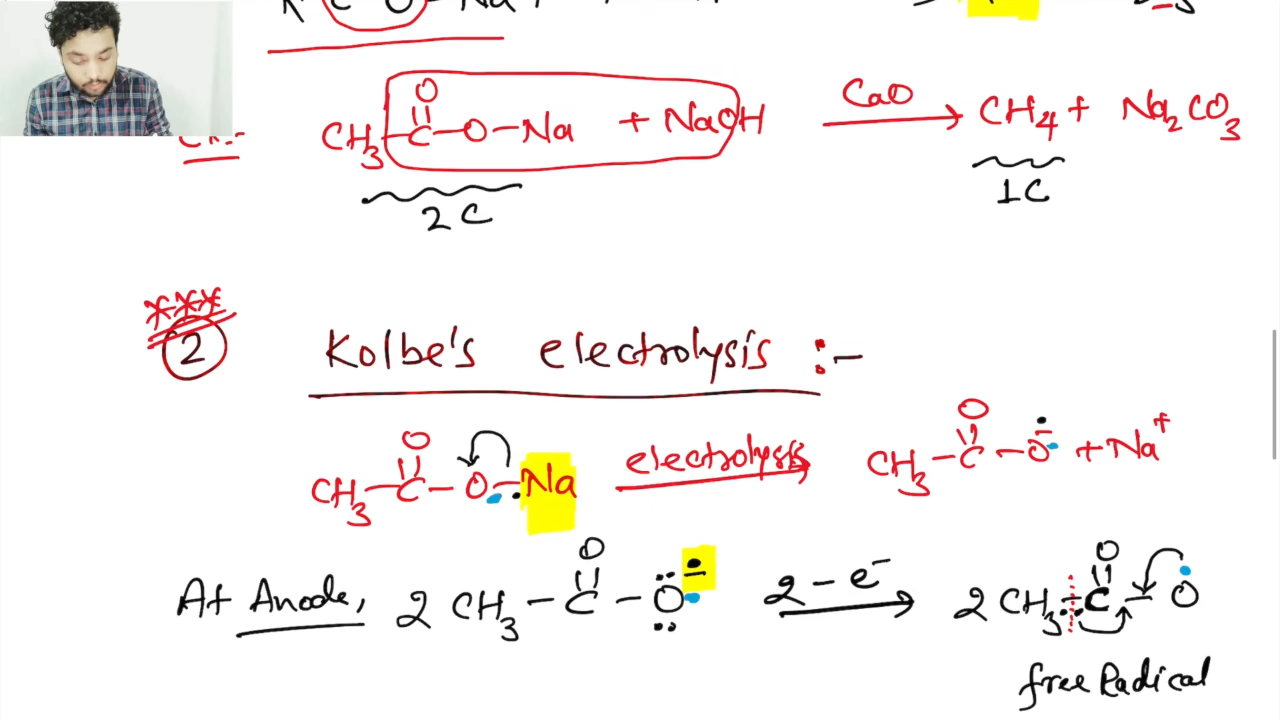 O
CH3 - C - O - Na + NaOH CaO → CH4 + Na2CO3
2 C 1C
***
2 Kolbe's electrolysis :-
O O
CH3 - C - O - Na electrolysis → CH3 - C - O⁻ + Na⁺
O O
At Anode, 2 CH3 - C - O⁻ 2 - e⁻ → 2 CH3 - C - O
free Radical